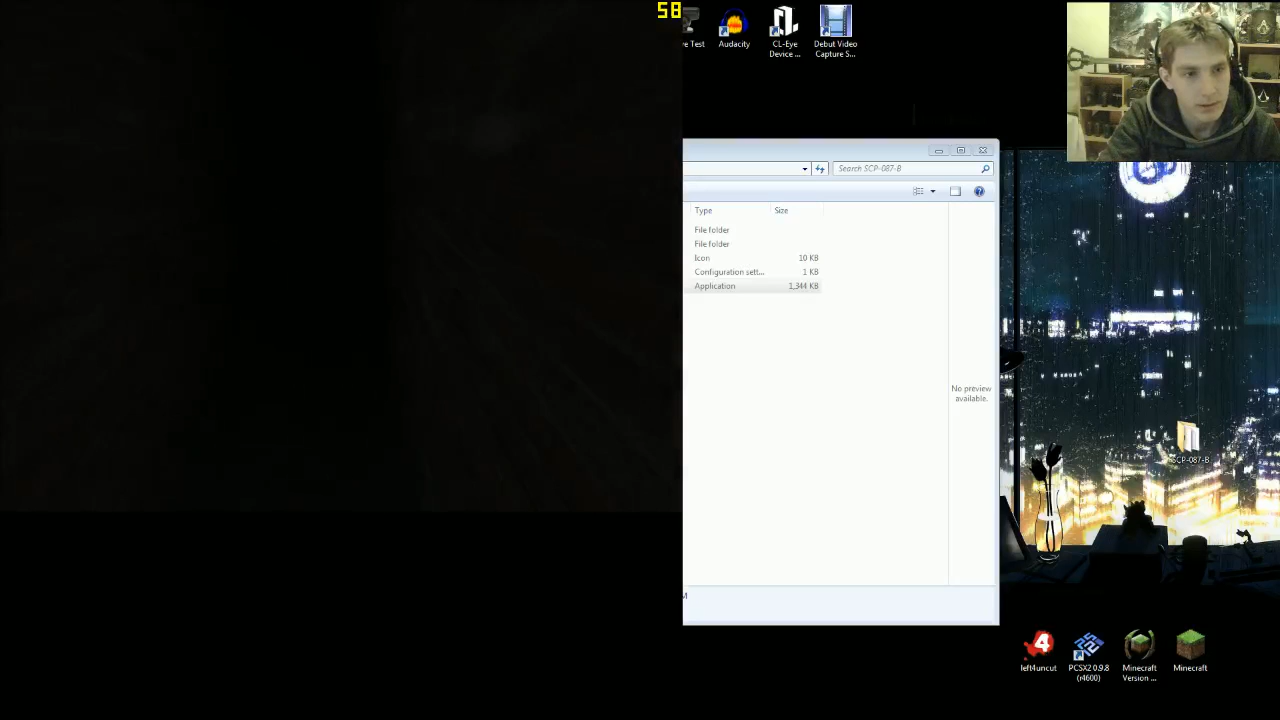 58
ve Test
Audacity
CL-Eye
Device ...
Debut Video
Capture S...
Search SCP-087-B
Type
Size
File folder
File folder
Icon
10 KB
Configuration sett...
1 KB
Application
1,344 KB
No preview
available.
SCP-087-B
left4uncut
PCSX2 0.9.8
(r4600)
Minecraft
Version ...
Minecraft